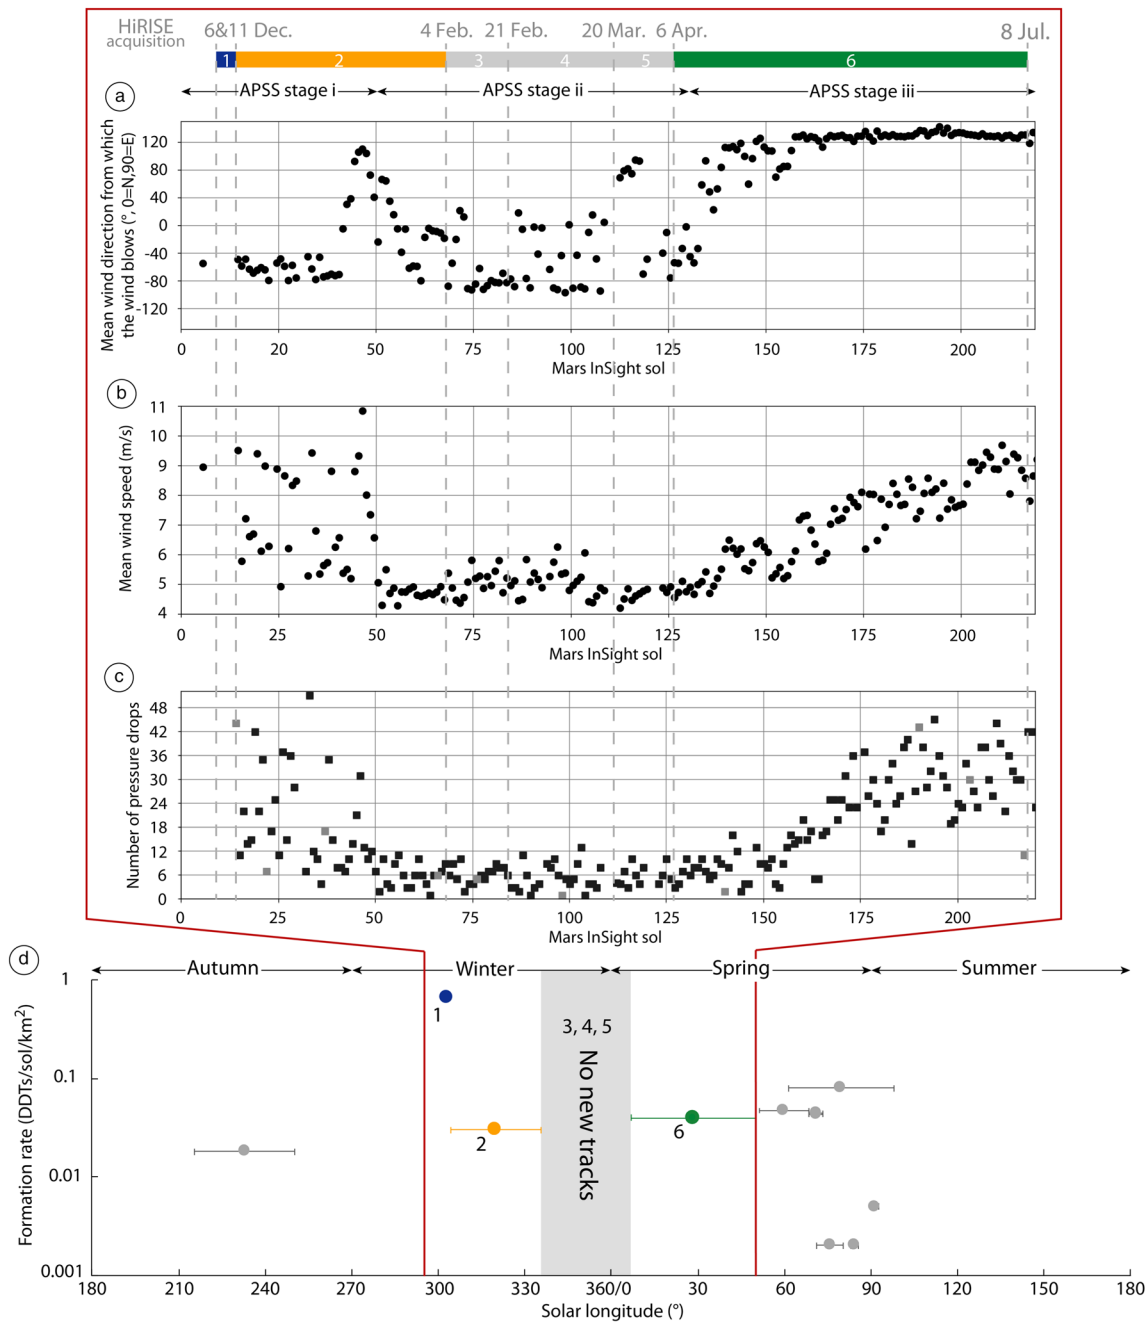 HiRISE
acquisition
6&11 Dec.
4 Feb.
21 Feb.
20 Mar.
6 Apr.
8 Jul.
1
2
3
4
5
6
APSS stage i
APSS stage ii
APSS stage iii
a
Mean wind direction from which
the wind blows (°, 0=N,90=E)
120
80
40
0
-40
-80
-120
0 25 50 75 100 125 150 175 200
Mars InSight sol
b
Mean wind speed (m/s)
11
10
9
8
7
6
5
4
0 25 50 75 100 125 150 175 200
Mars InSight sol
c
Number of pressure drops
48
42
36
30
24
18
12
6
0
0 25 50 75 100 125 150 175 200
Mars InSight sol
d
Autumn
Winter
Spring
Summer
Formation rate (DDTs/sol/km²)
1
0.1
0.01
0.001
1
2
3, 4, 5
No new tracks
6
180 210 240 270 300 330 360/0 30 60 90 120 150 180
Solar longitude (°)